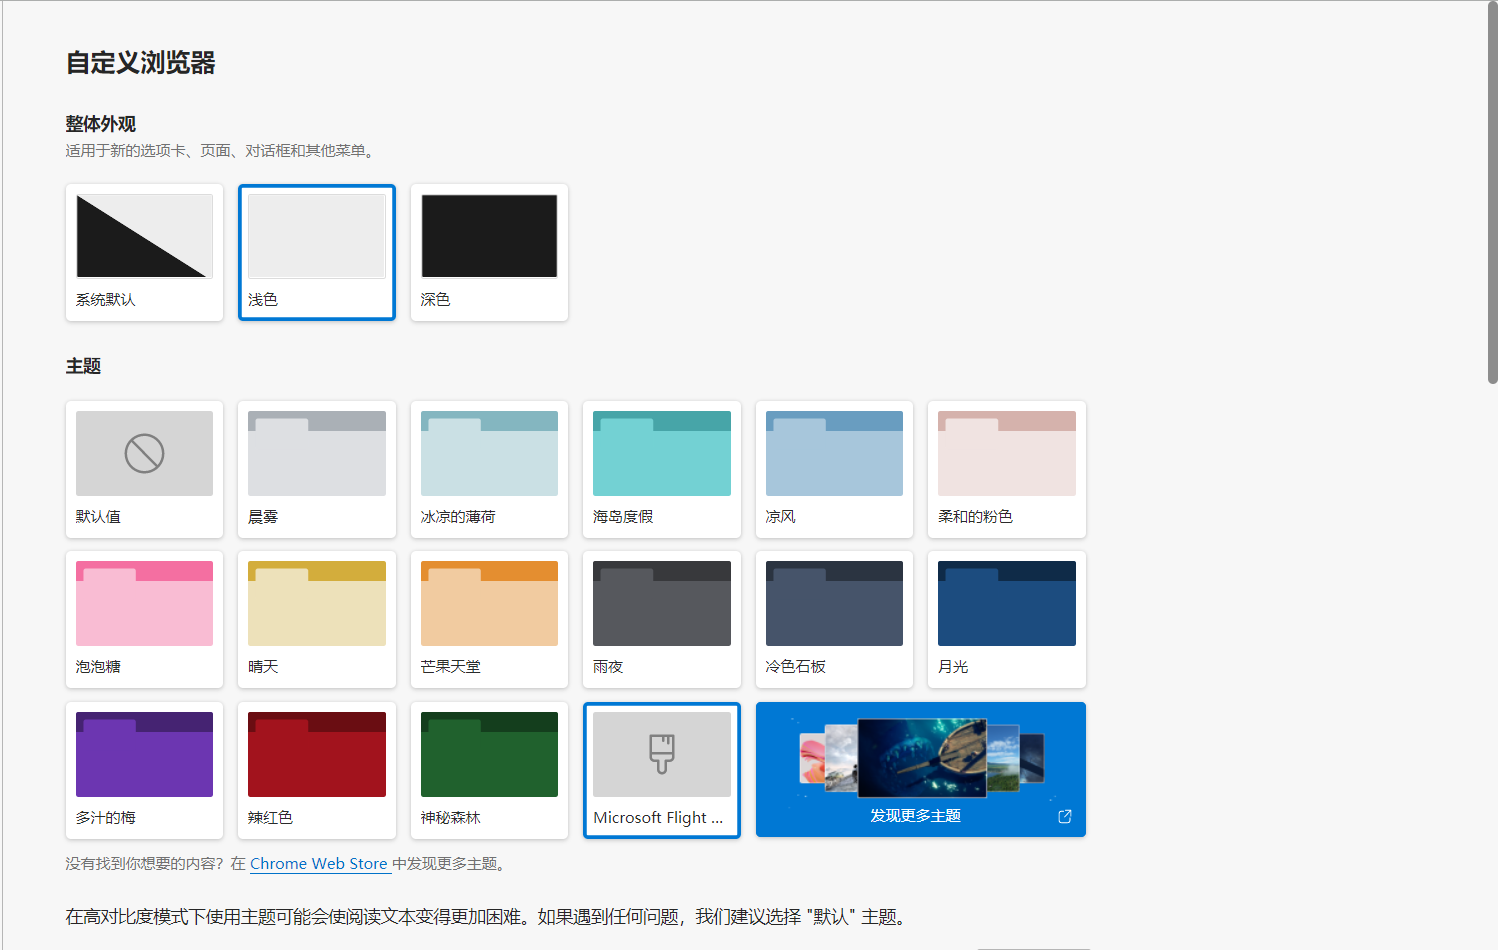 自定义浏览器
整体外观
适用于新的选项卡、页面、对话框和其他菜单。
系统默认
浅色
深色
主题
默认值
晨雾
冰凉的薄荷
海岛度假
凉风
柔和的粉色
泡泡糖
晴天
芒果天堂
雨夜
冷色石板
月光
多汁的梅
辣红色
神秘森林
Microsoft Flight ...
发现更多主题
没有找到你想要的内容？在 Chrome Web Store 中发现更多主题。
在高对比度模式下使用主题可能会使阅读文本变得更加困难。如果遇到任何问题，我们建议选择 "默认" 主题。